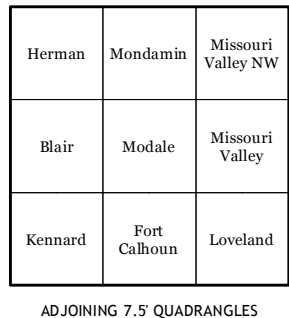 Herman
Mondamin
Missouri
Valley NW
Blair
Modale
Missouri
Valley
Kennard
Fort
Calhoun
Loveland
ADJOINING 7.5' QUADRANGLES